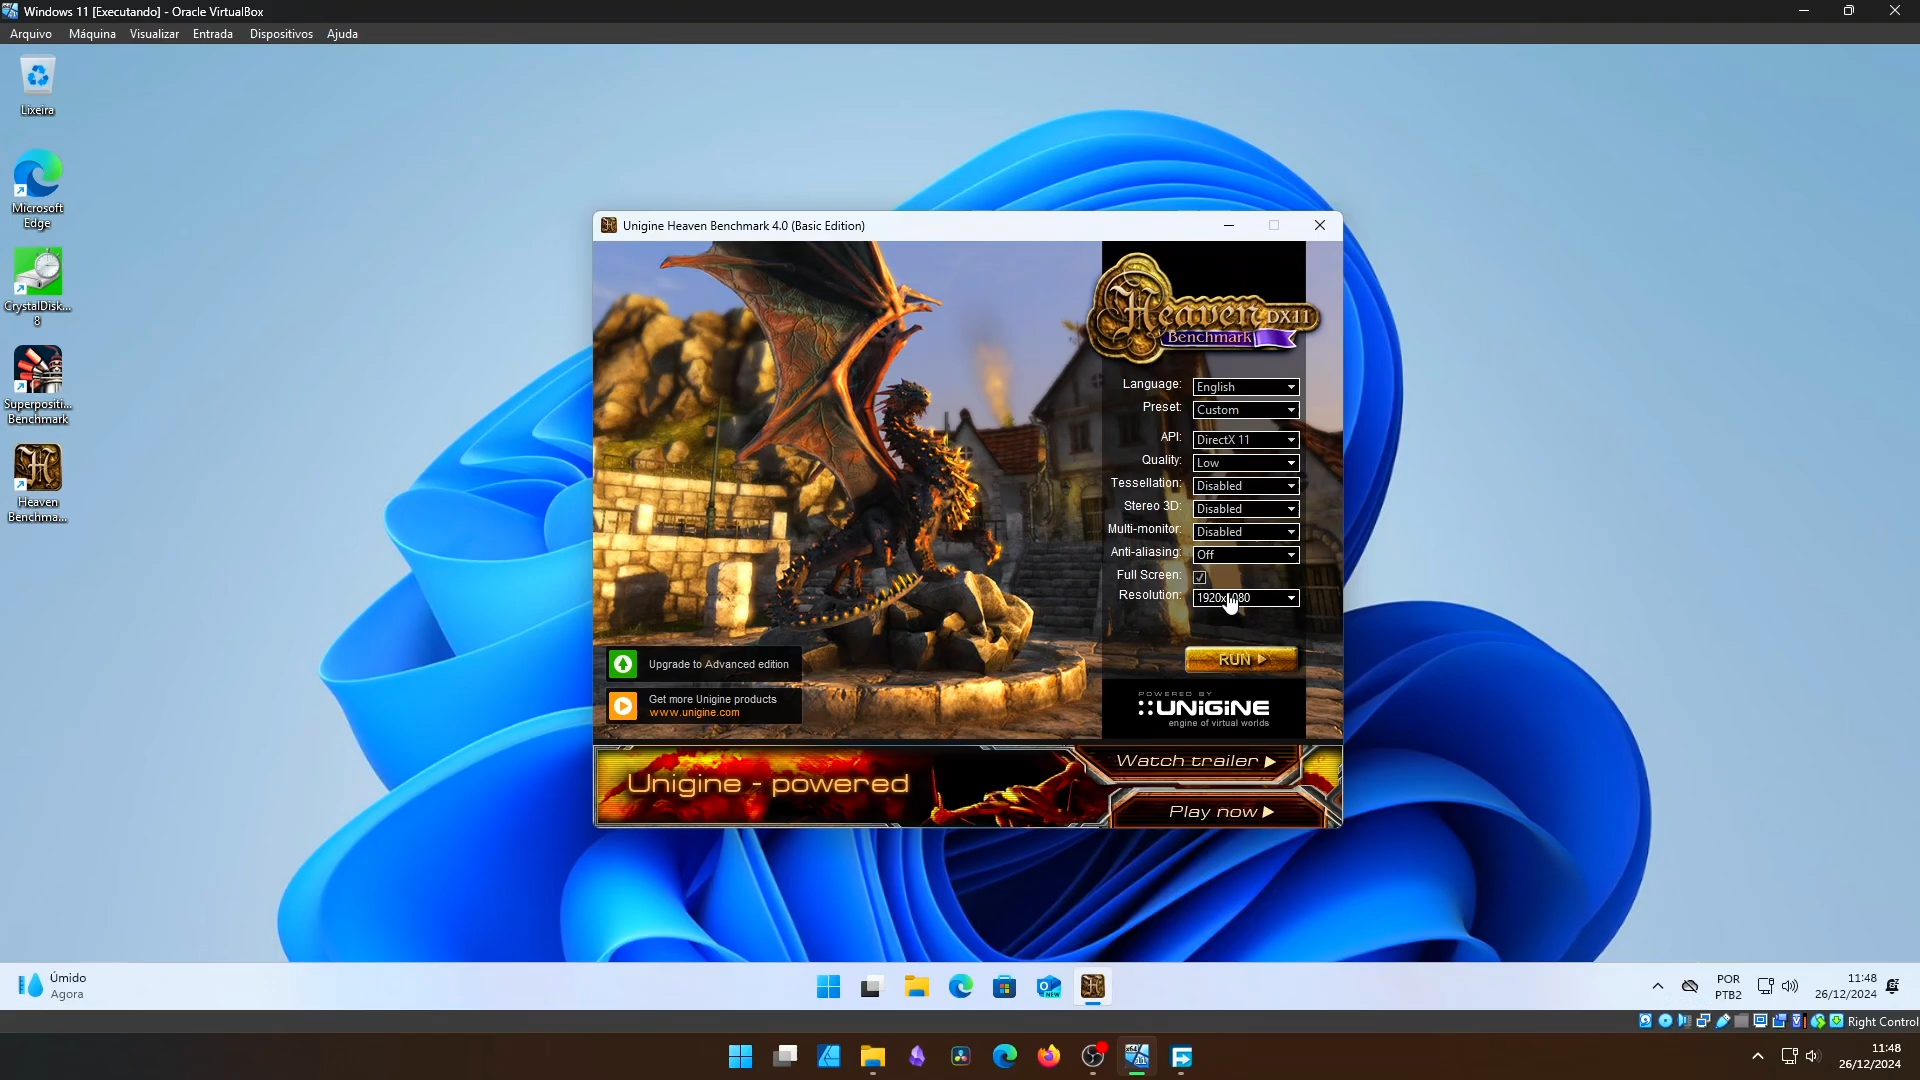 Windows 11 [Executando] - Oracle VirtualBox
Arquivo Máquina Visualizar Entrada Dispositivos Ajuda
Lixeira
Microsoft
Edge
CrystalDisk...
8
Superpositi...
Benchmark
Heaven
Benchma...
Unigine Heaven Benchmark 4.0 (Basic Edition)
Heaven DX11
Benchmark
Language: English
Preset: Custom
API: DirectX 11
Quality: Low
Tessellation: Disabled
Stereo 3D: Disabled
Multi-monitor: Disabled
Anti-aliasing: Off
Full Screen:
Resolution: 1920x1080
RUN
Upgrade to Advanced edition
Get more Unigine products
www.unigine.com
POWERED BY
UNIGINE
engine of virtual worlds
Unigine - powered
Watch trailer
Play now
Úmido
Agora
POR
PTB2
11:48
26/12/2024
Right Control
11:48
26/12/2024